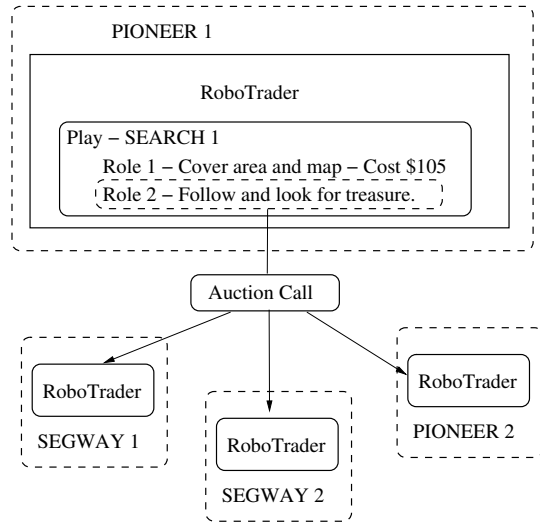 PIONEER 1
RoboTrader
Play – SEARCH 1
Role 1 – Cover area and map – Cost $105
Role 2 – Follow and look for treasure.
Auction Call
RoboTrader
SEGWAY 1
RoboTrader
SEGWAY 2
RoboTrader
PIONEER 2